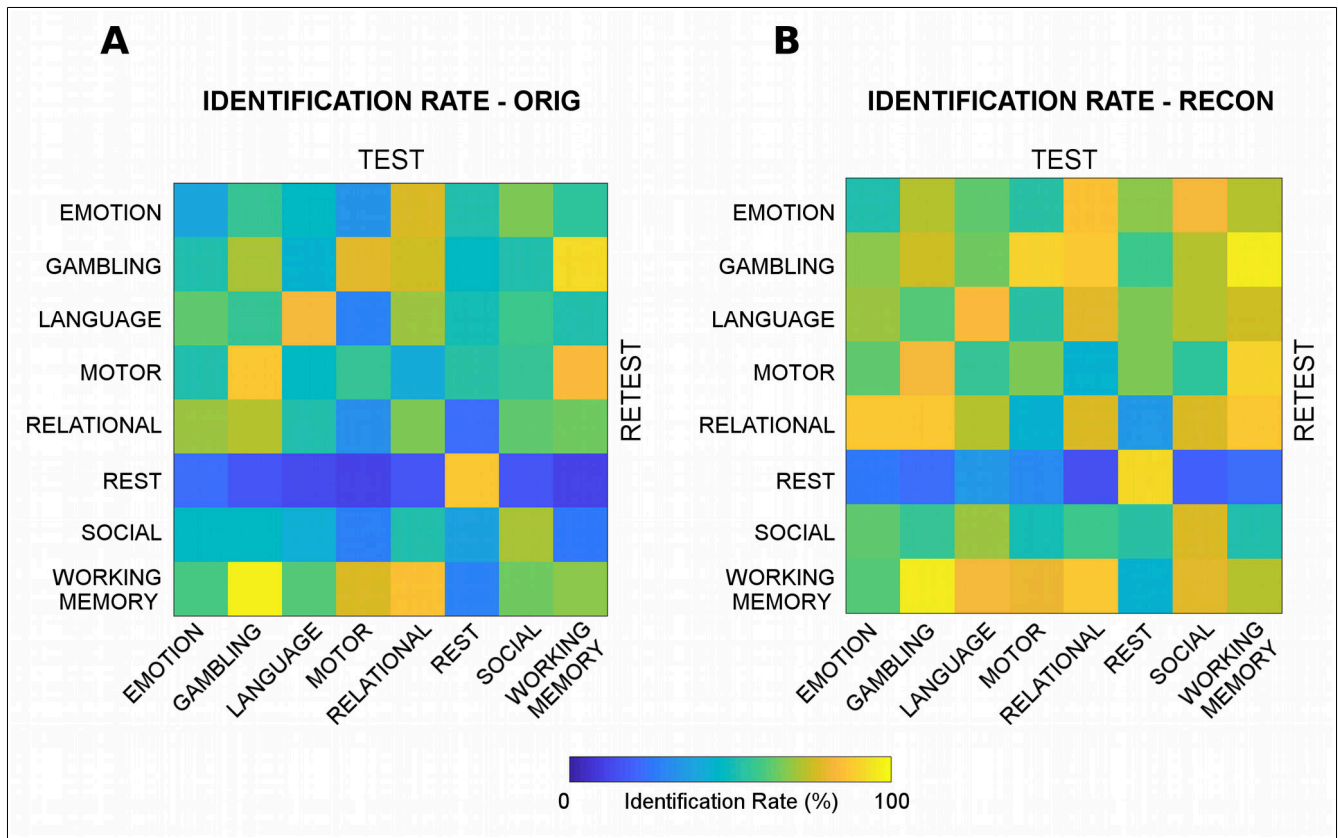 A
B
IDENTIFICATION RATE - ORIG
TEST
EMOTION
GAMBLING
LANGUAGE
MOTOR
RELATIONAL
REST
SOCIAL
WORKING
MEMORY
RETEST
EMOTION
GAMBLING
LANGUAGE
MOTOR
RELATIONAL
REST
SOCIAL
WORKING
MEMORY
IDENTIFICATION RATE - RECON
TEST
EMOTION
GAMBLING
LANGUAGE
MOTOR
RELATIONAL
REST
SOCIAL
WORKING
MEMORY
RETEST
EMOTION
GAMBLING
LANGUAGE
MOTOR
RELATIONAL
REST
SOCIAL
WORKING
MEMORY
0 Identification Rate (%) 100